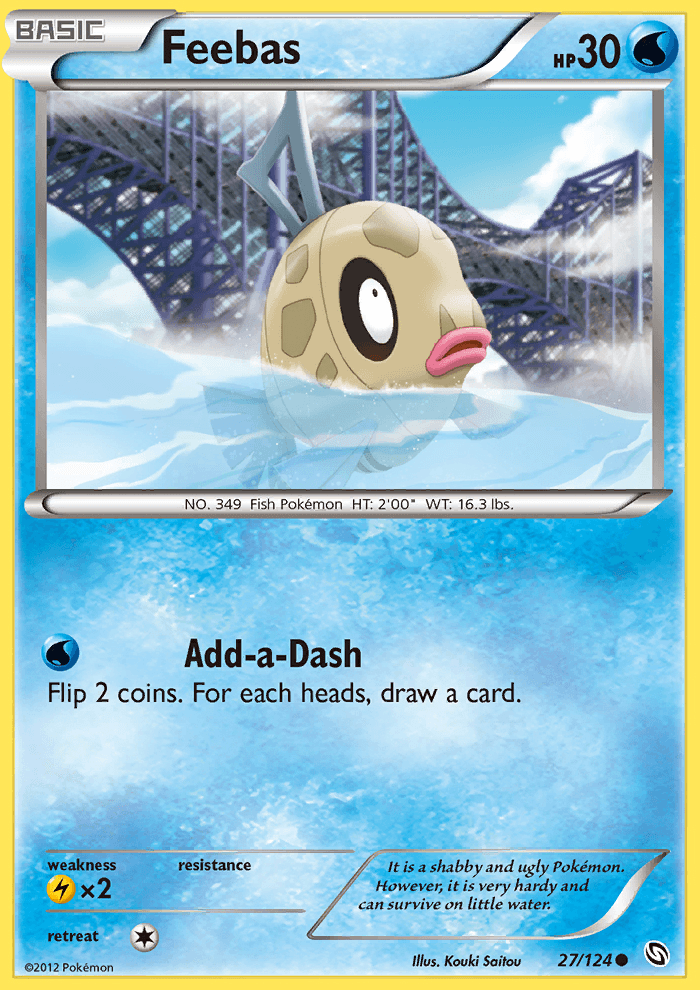 BASIC
Feebas
HP30
NO. 349 Fish Pokémon HT: 2'00" WT: 16.3 lbs.
Add-a-Dash
Flip 2 coins. For each heads, draw a card.
weakness resistance
×2
retreat
It is a shabby and ugly Pokémon.
However, it is very hardy and
can survive on little water.
Illus. Kouki Saitou 27/124
©2012 Pokémon